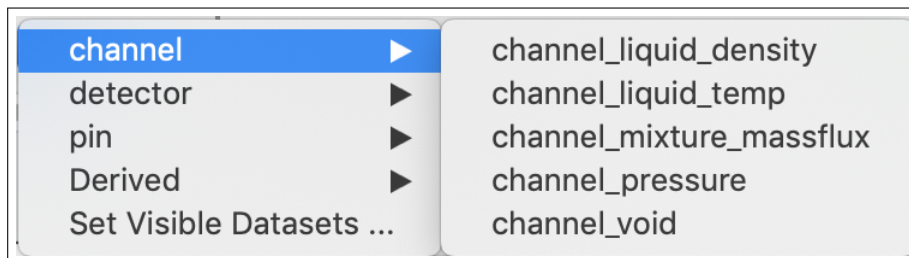 channel
detector
pin
Derived
Set Visible Datasets ...
channel_liquid_density
channel_liquid_temp
channel_mixture_massflux
channel_pressure
channel_void